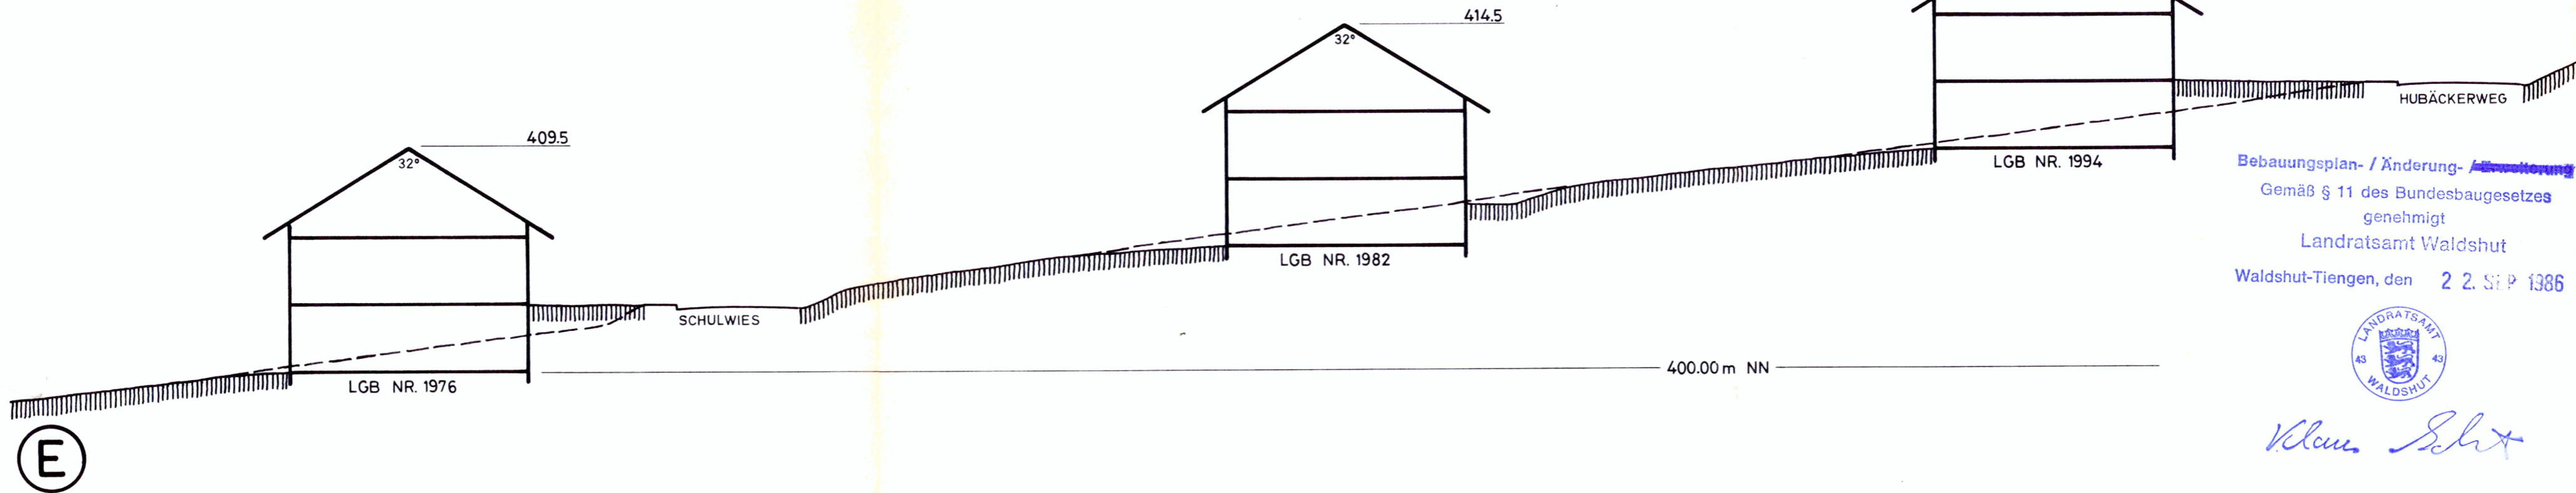 414.5
32°
409.5
32°
HUBÄCKERWEG
LGB NR. 1994
LGB NR. 1982
SCHULWIES
LGB NR. 1976
400.00 m NN
E
Bebauungsplan- / Änderung- / Erweiterung
Gemäß § 11 des Bundesbaugesetzes
genehmigt
Landratsamt Waldshut
Waldshut-Tiengen, den 22. SEP 1986
LANDRATSAMT
43 43
WALDSHUT
Klaus